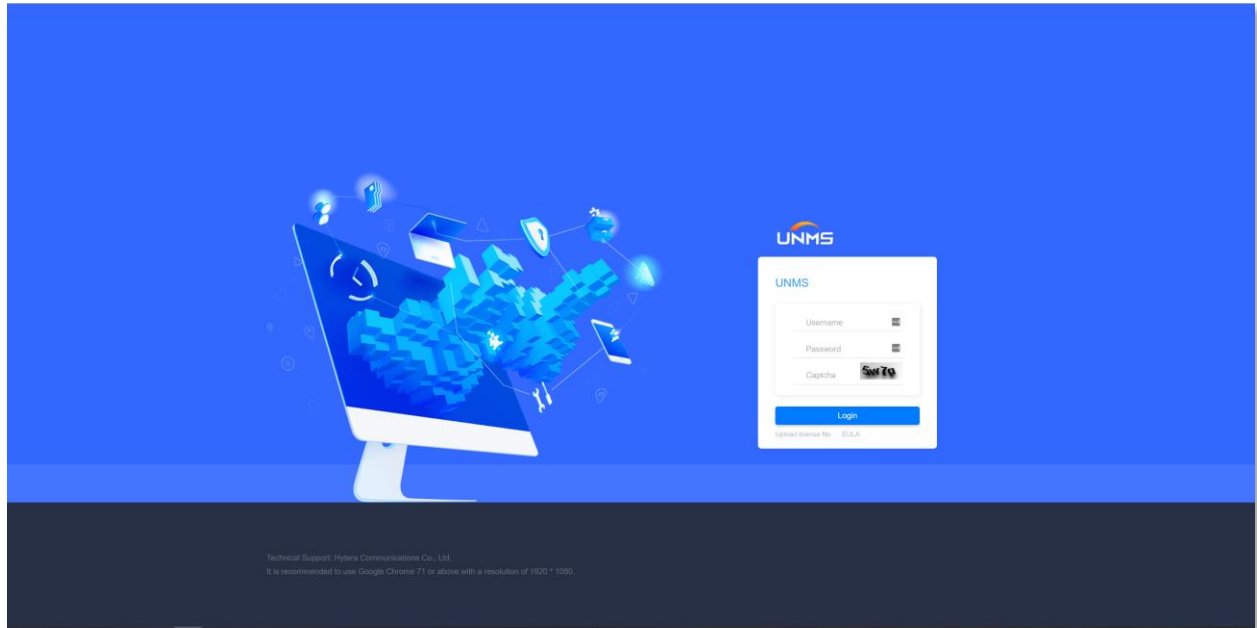 UNMS
UNMS
Username
Password
Captcha
Login
Upload license file EULA
Technical Support: Hytera Communications Co., Ltd.
It is recommended to use Google Chrome 71 or above with a resolution of 1920 * 1080.